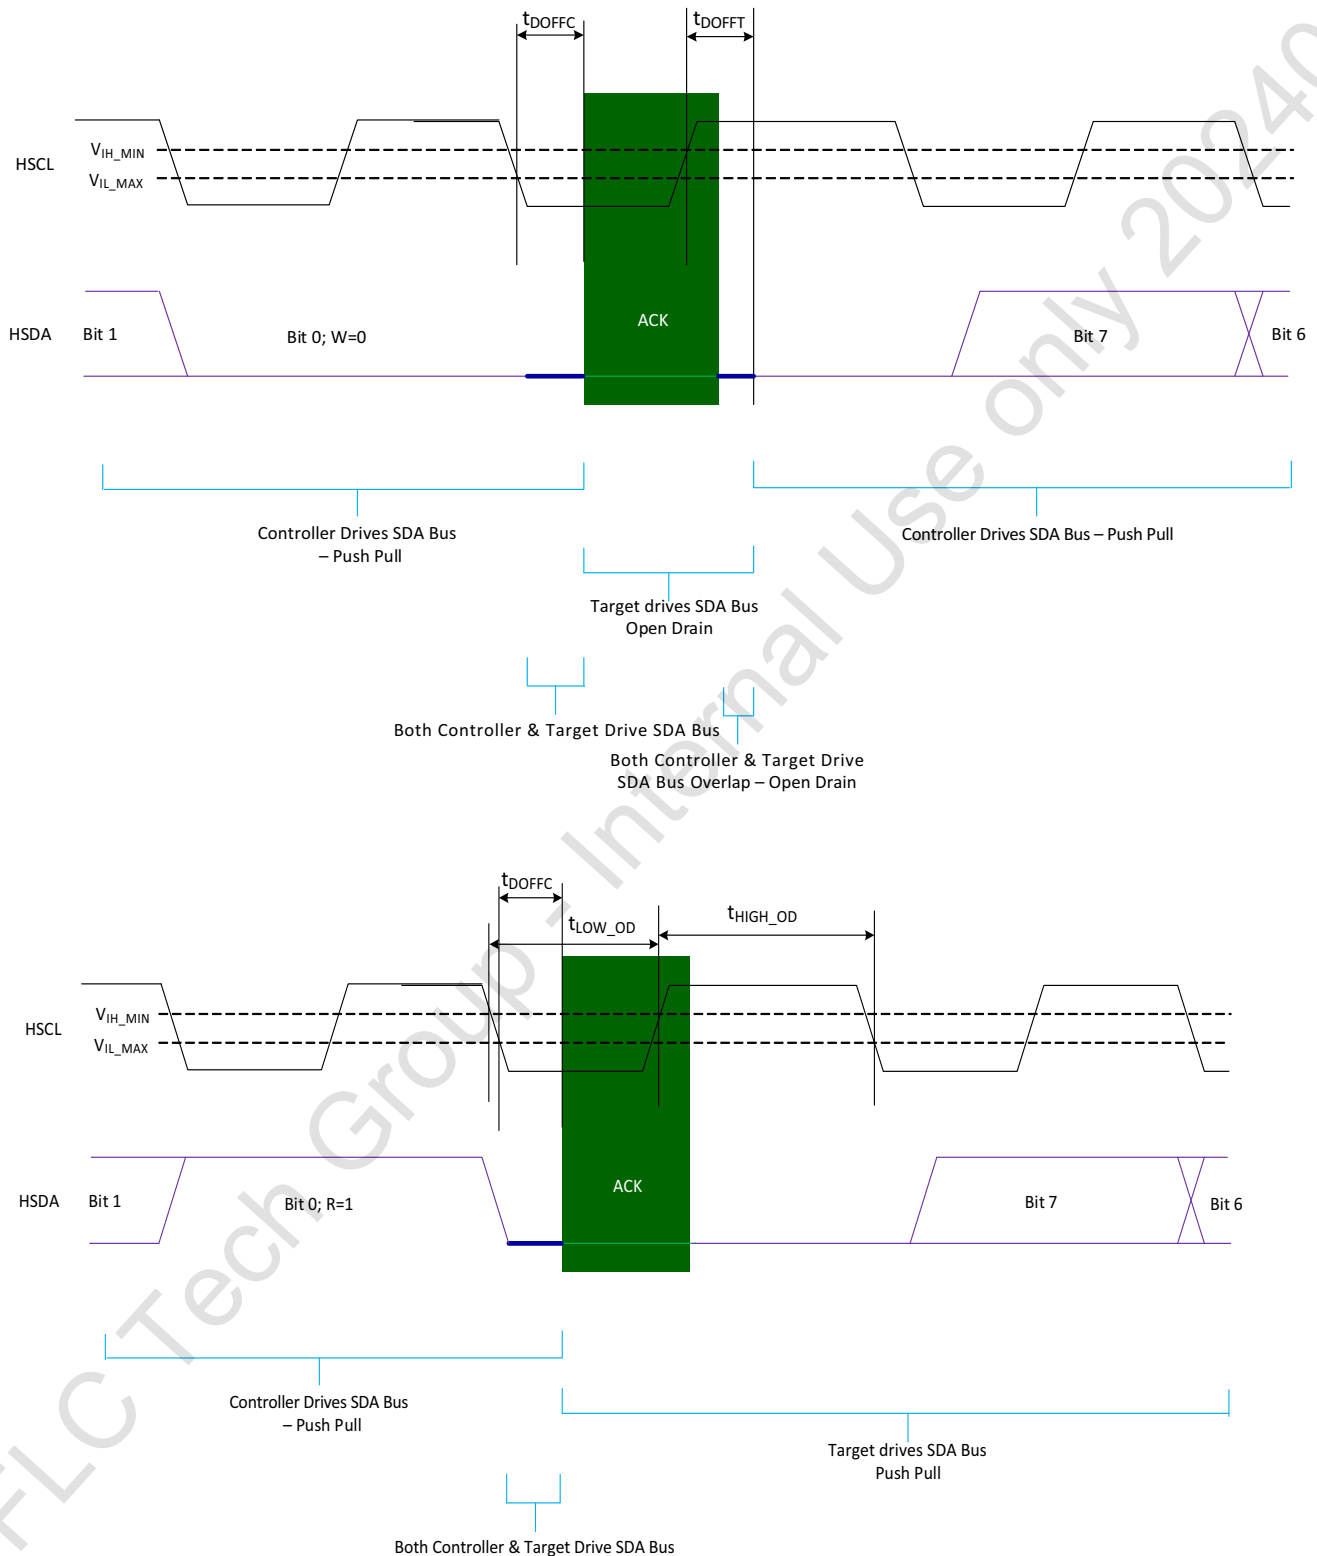 tDOFFC
tDOFFT
HSCL
VIH_MIN
VIL_MAX
HSDA
Bit 1
Bit 0; W=0
ACK
Bit 7
Bit 6
Controller Drives SDA Bus
– Push Pull
Controller Drives SDA Bus – Push Pull
Target drives SDA Bus
Open Drain
Both Controller & Target Drive SDA Bus
Both Controller & Target Drive
SDA Bus Overlap – Open Drain
tDOFFC
tLOW_OD
tHIGH_OD
HSCL
VIH_MIN
VIL_MAX
HSDA
Bit 1
Bit 0; R=1
ACK
Bit 7
Bit 6
Controller Drives SDA Bus
– Push Pull
Target drives SDA Bus
Push Pull
Both Controller & Target Drive SDA Bus
FLC Tech Group - Internal Use only 20240